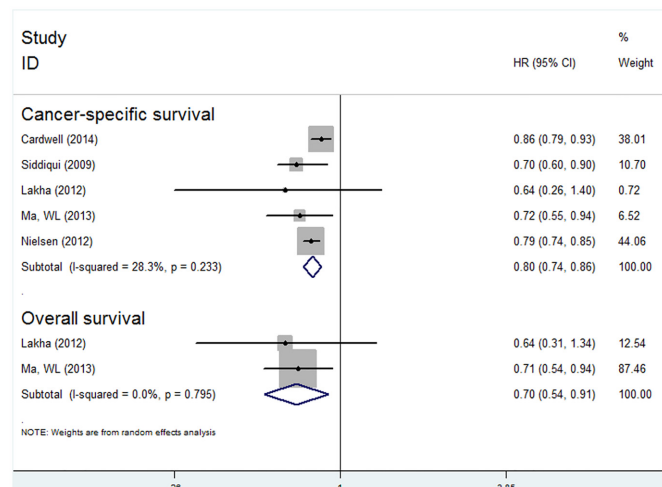 Study %
ID HR (95% CI) Weight
Cancer-specific survival
Cardwell (2014) 0.86 (0.79, 0.93) 38.01
Siddiqui (2009) 0.70 (0.60, 0.90) 10.70
Lakha (2012) 0.64 (0.26, 1.40) 0.72
Ma, WL (2013) 0.72 (0.55, 0.94) 6.52
Nielsen (2012) 0.79 (0.74, 0.85) 44.06
Subtotal (I-squared = 28.3%, p = 0.233) 0.80 (0.74, 0.86) 100.00
.
Overall survival
Lakha (2012) 0.64 (0.31, 1.34) 12.54
Ma, WL (2013) 0.71 (0.54, 0.94) 87.46
Subtotal (I-squared = 0.0%, p = 0.795) 0.70 (0.54, 0.91) 100.00
.
NOTE: Weights are from random effects analysis